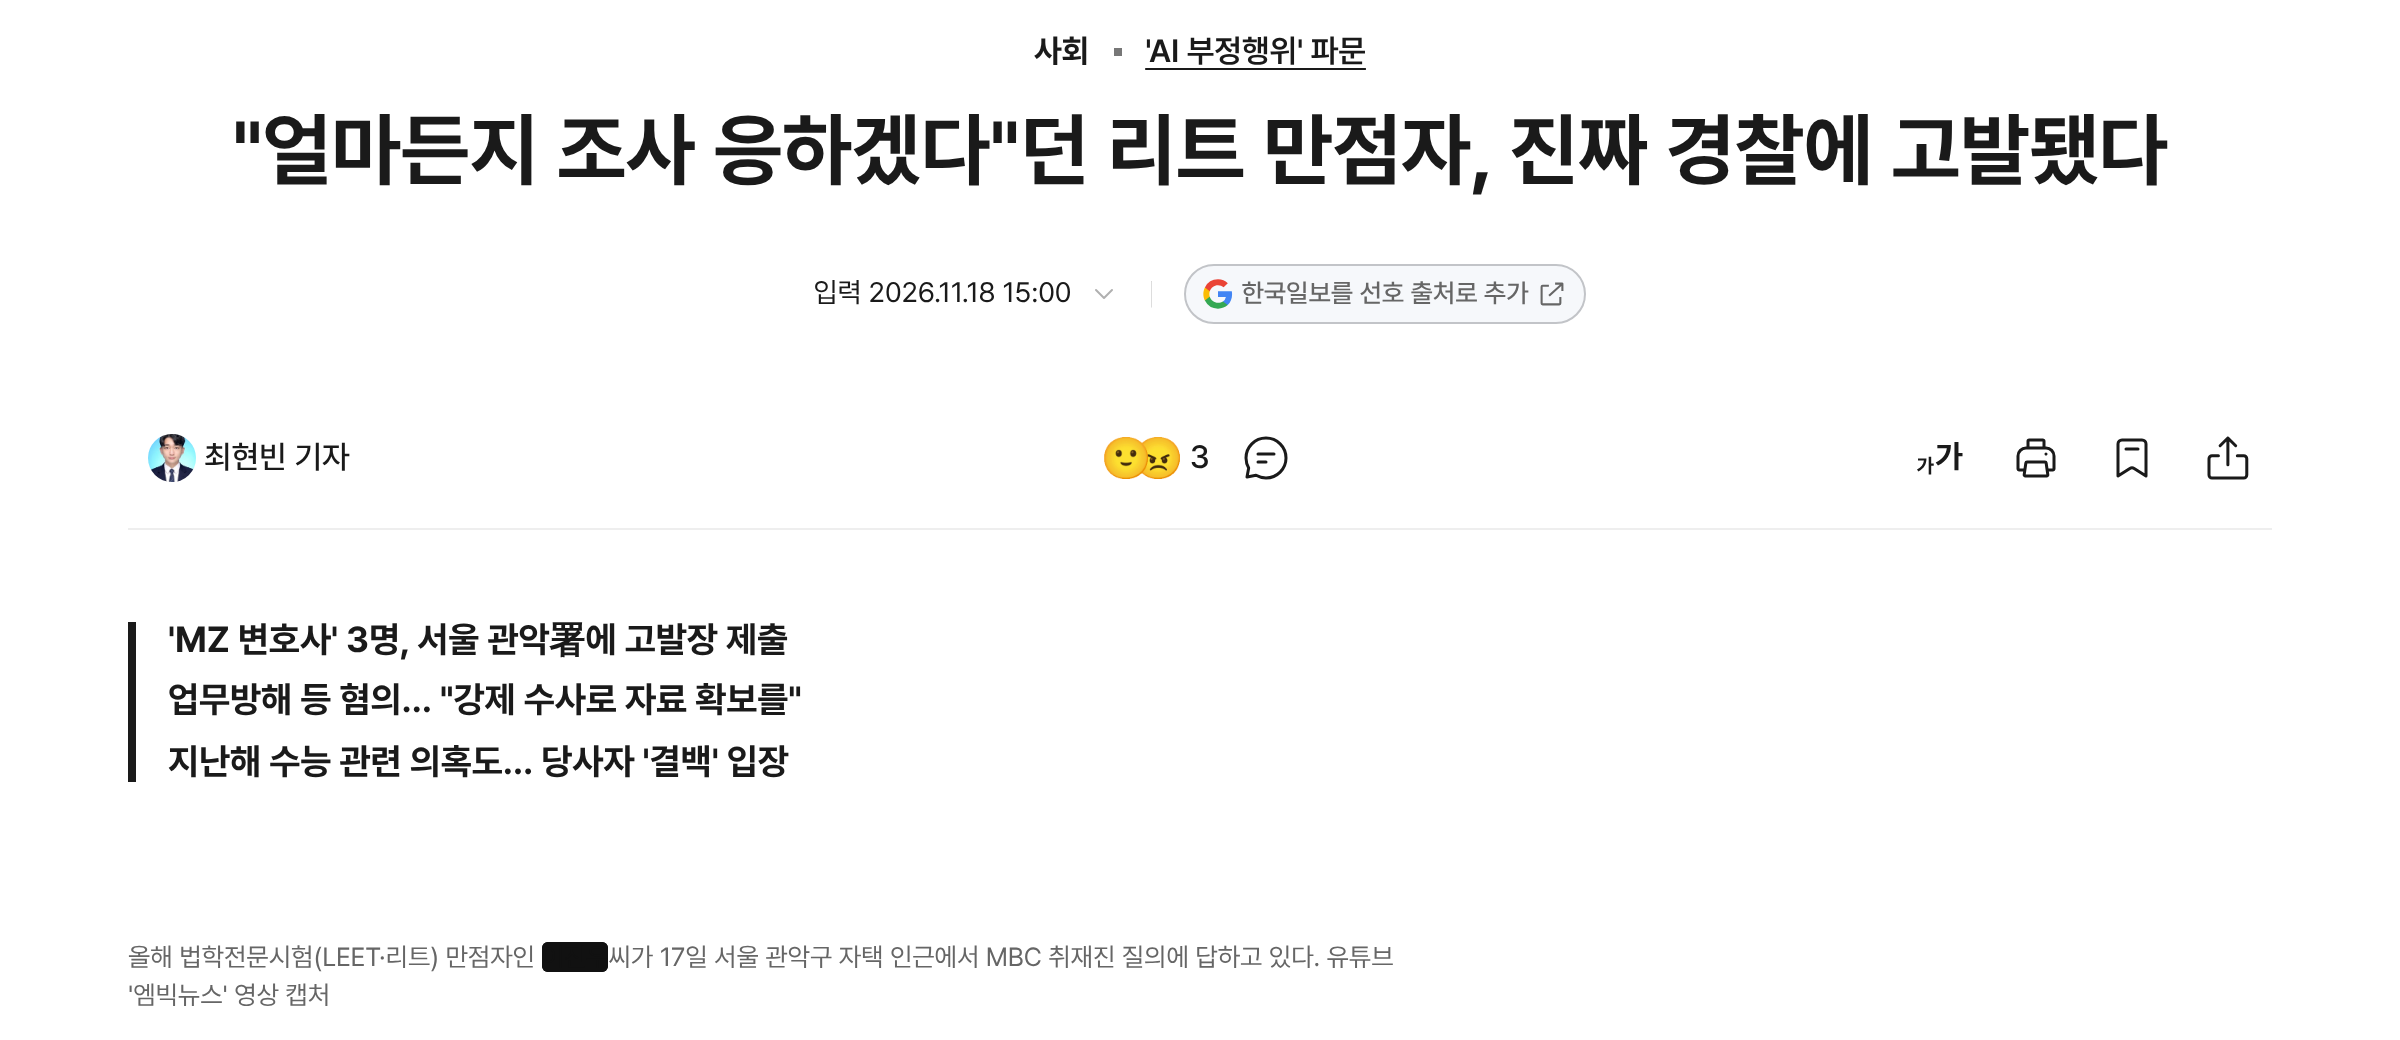 사회 ▪ 'AI 부정행위' 파문
"얼마든지 조사 응하겠다"던 리트 만점자, 진짜 경찰에 고발됐다
입력 2026.11.18 15:00
한국일보를 선호 출처로 추가
최현빈 기자
3
가가
'MZ 변호사' 3명, 서울 관악署에 고발장 제출
업무방해 등 혐의... "강제 수사로 자료 확보를"
지난해 수능 관련 의혹도... 당사자 '결백' 입장
올해 법학전문시험(LEET·리트) 만점자인 씨가 17일 서울 관악구 자택 인근에서 MBC 취재진 질의에 답하고 있다. 유튜브
'엠빅뉴스' 영상 캡처